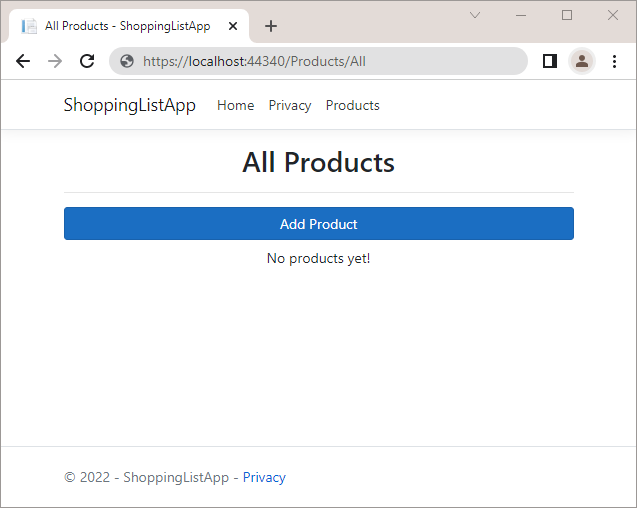 All Products - ShoppingListApp
https://localhost:44340/Products/All
ShoppingListApp Home Privacy Products
All Products
Add Product
No products yet!
© 2022 - ShoppingListApp - Privacy